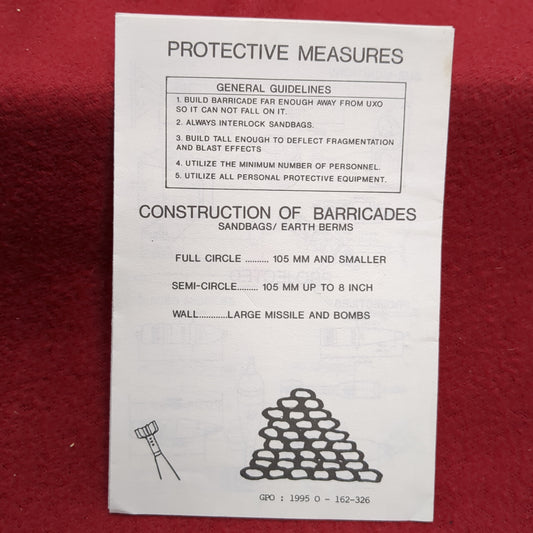 PROTECTIVE MEASURES
GENERAL GUIDELINES
1. BUILD BARRICADE FAR ENOUGH AWAY FROM UXO
SO IT CAN NOT FALL ON IT.
2. ALWAYS INTERLOCK SANDBAGS.
3. BUILD TALL ENOUGH TO DEFLECT FRAGMENTATION
AND BLAST EFFECTS
4. UTILIZE THE MINIMUM NUMBER OF PERSONNEL.
5. UTILIZE ALL PERSONAL PROTECTIVE EQUIPMENT.
CONSTRUCTION OF BARRICADES
SANDBAGS/ EARTH BERMS
FULL CIRCLE .......... 105 MM AND SMALLER
SEMI-CIRCLE......... 105 MM UP TO 8 INCH
WALL............LARGE MISSILE AND BOMBS
GPO : 1995 O - 162-326